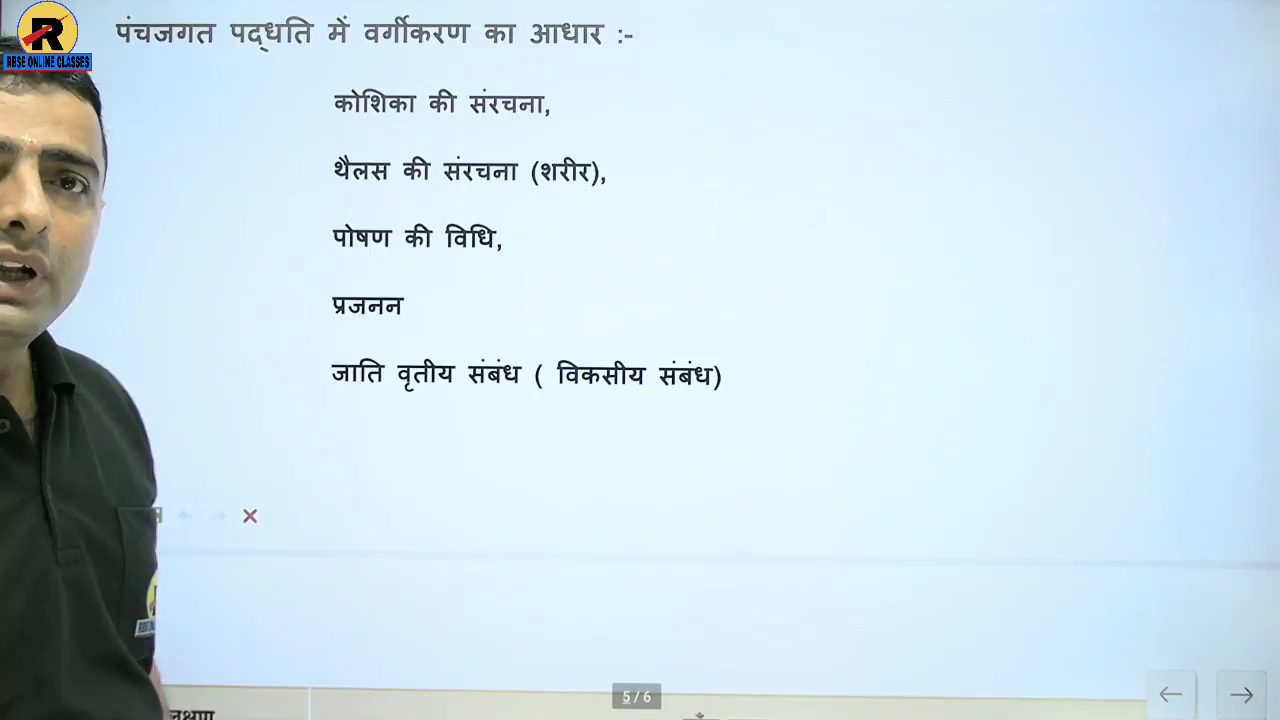 R
RBSE ONLINE CLASSES
पंचजगत पद्धति में वर्गीकरण का आधार :-
कोशिका की संरचना,
थैलस की संरचना (शरीर),
पोषण की विधि,
प्रजनन
जाति वृतीय संबंध ( विकसीय संबंध)
5 / 6